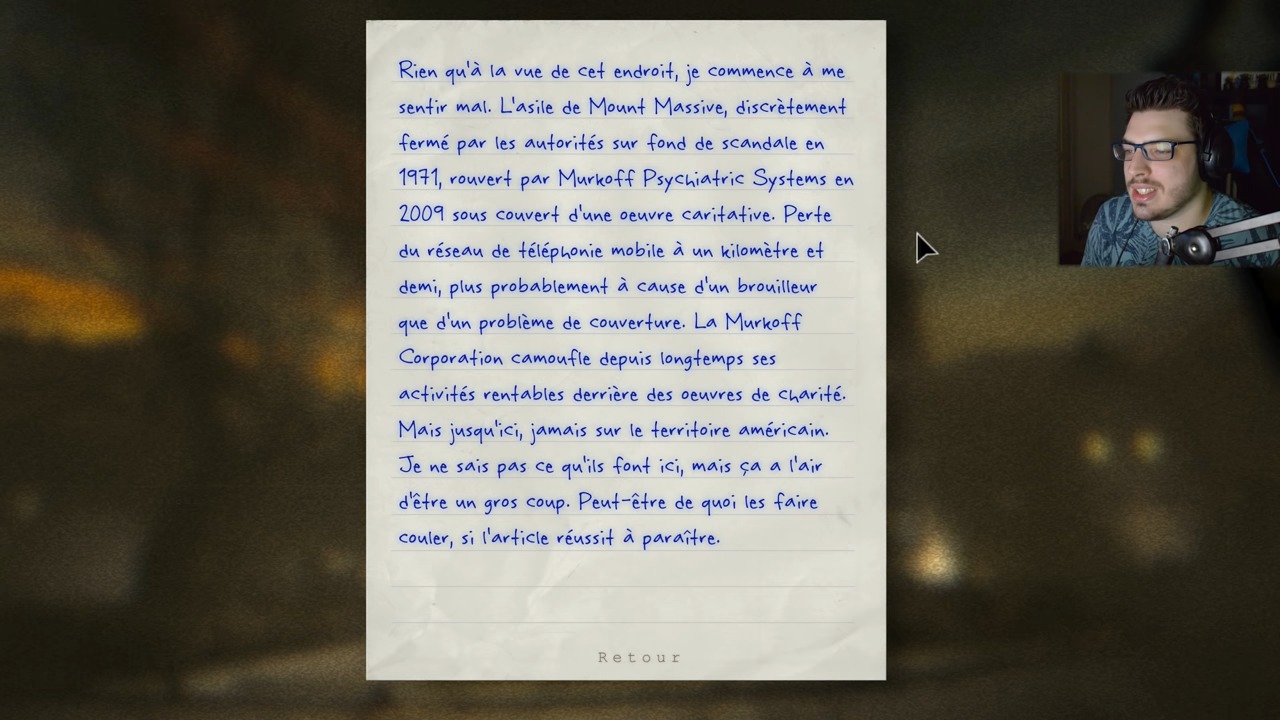 Rien qu'à la vue de cet endroit, je commence à me
sentir mal. L'asile de Mount Massive, discrètement
fermé par les autorités sur fond de scandale en
1971, rouvert par Murkoff Psychiatric Systems en
2009 sous couvert d'une oeuvre caritative. Perte
du réseau de téléphonie mobile à un kilomètre et
demi, plus probablement à cause d'un brouilleur
que d'un problème de couverture. La Murkoff
Corporation camoufle depuis longtemps ses
activités rentables derrière des oeuvres de charité.
Mais jusqu'ici, jamais sur le territoire américain.
Je ne sais pas ce qu'ils font ici, mais ça a l'air
d'être un gros coup. Peut-être de quoi les faire
couler, si l'article réussit à paraître.
Retour